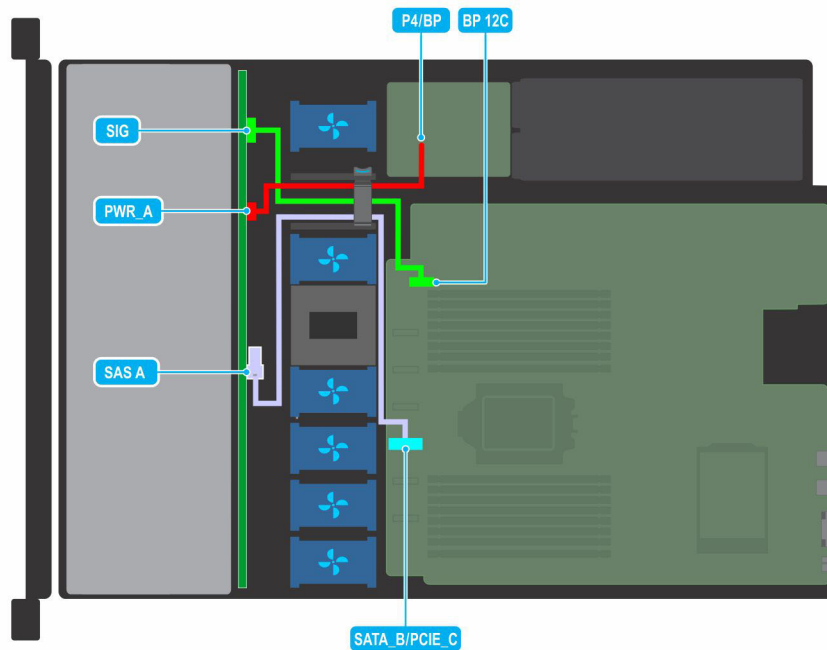 P4/BP
BP 12C
SIG
PWR_A
SAS A
SATA_B/PCIE_C